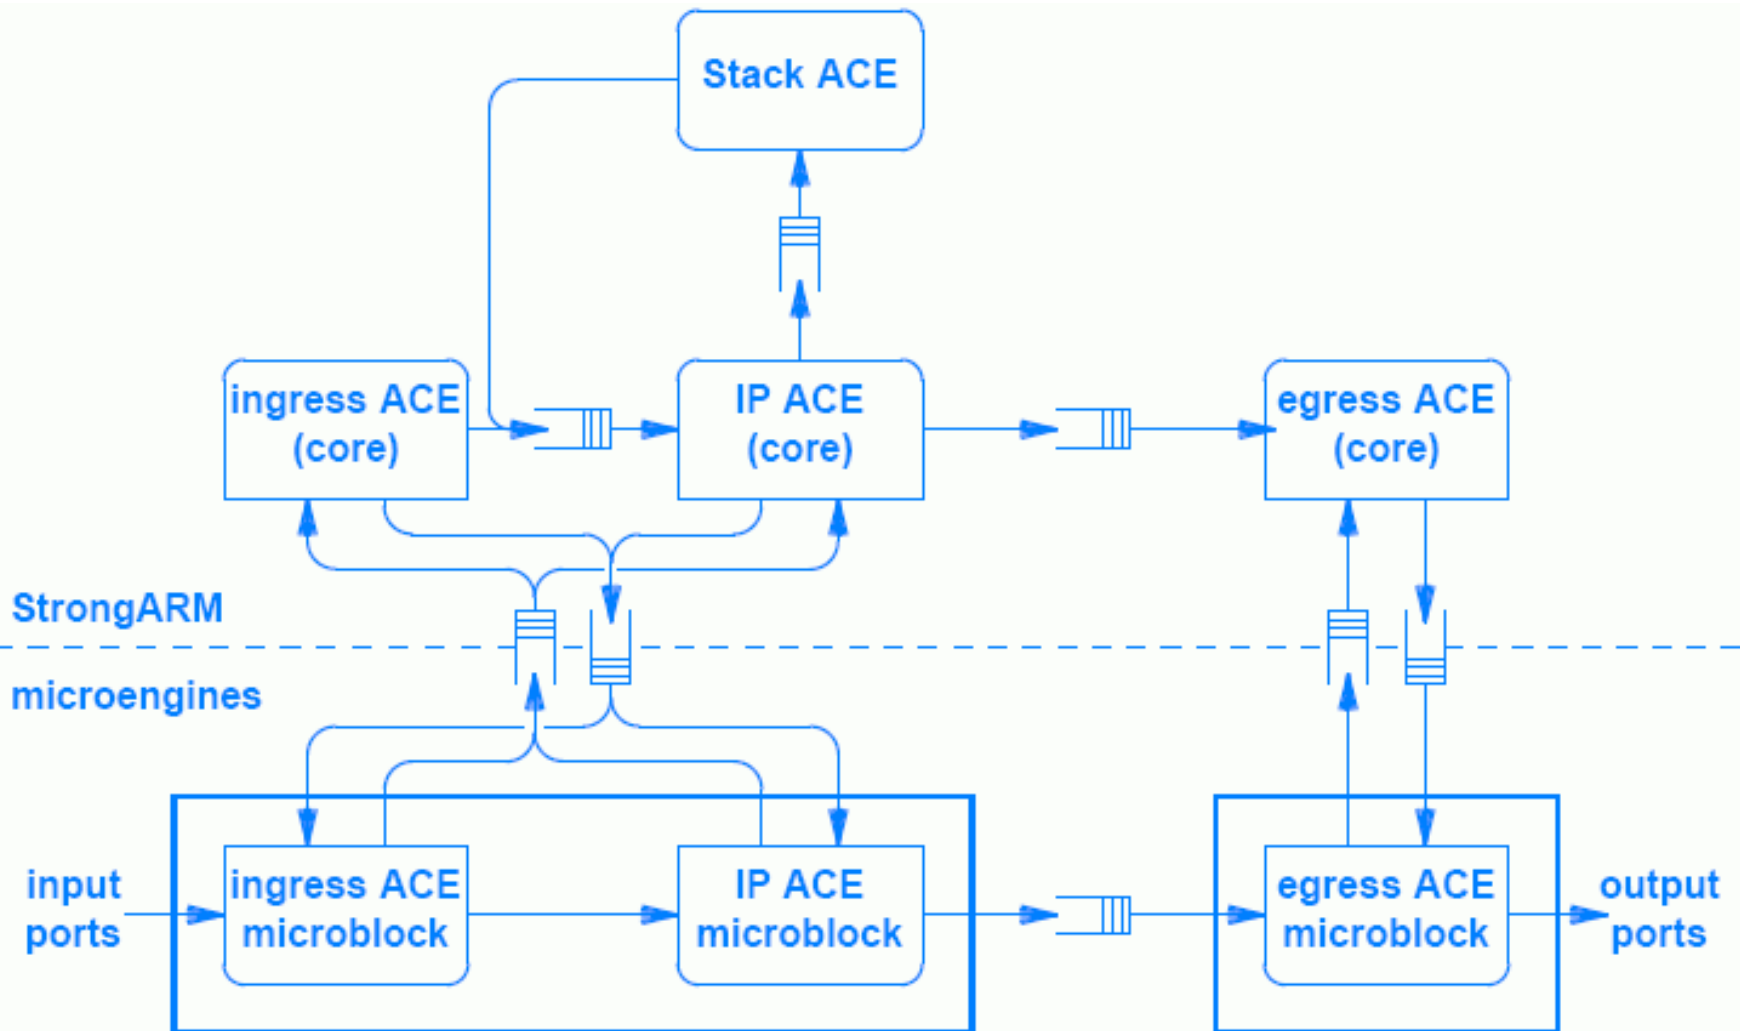 Stack ACE
ingress ACE
(core)
IP ACE
(core)
egress ACE
(core)
StrongARM
microengines
input
ports
ingress ACE
microblock
IP ACE
microblock
egress ACE
microblock
output
ports